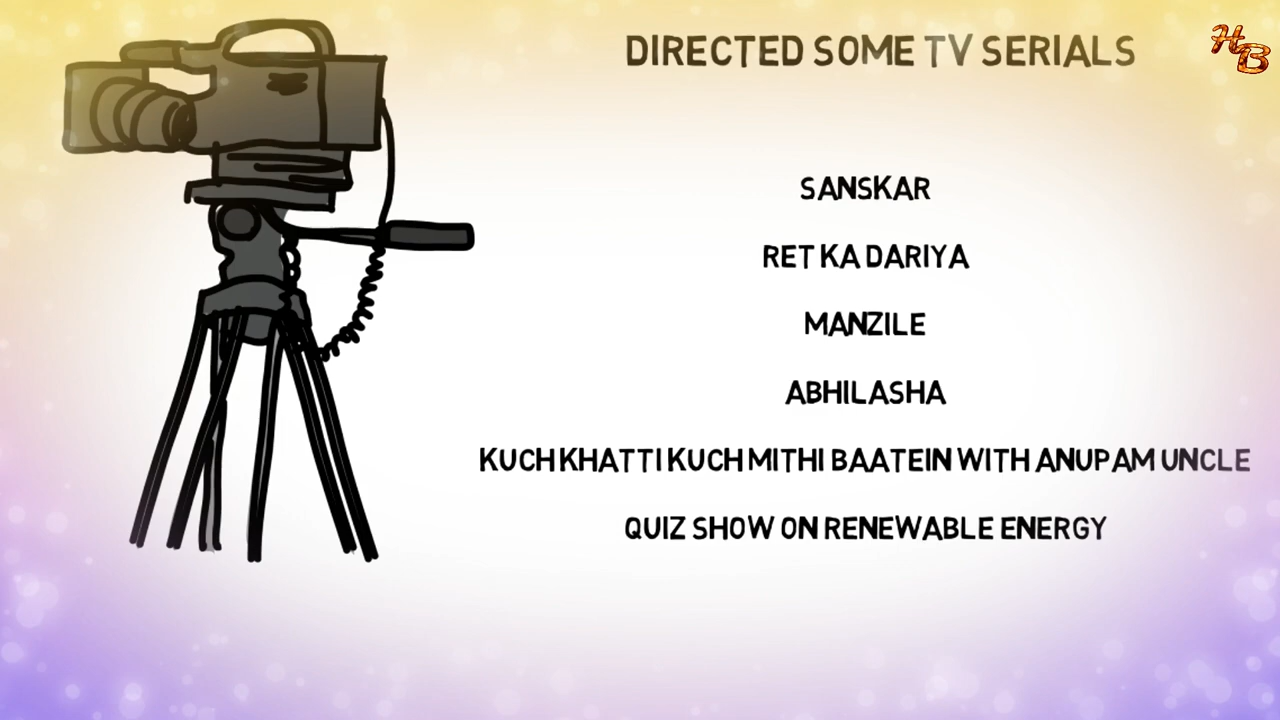 DIRECTED SOME TV SERIALS
HB
SANSKAR
RET KA DARIYA
MANZILE
ABHILASHA
KUCH KHATTI KUCH MITHI BAATEIN WITH ANUPAM UNCLE
QUIZ SHOW ON RENEWABLE ENERGY